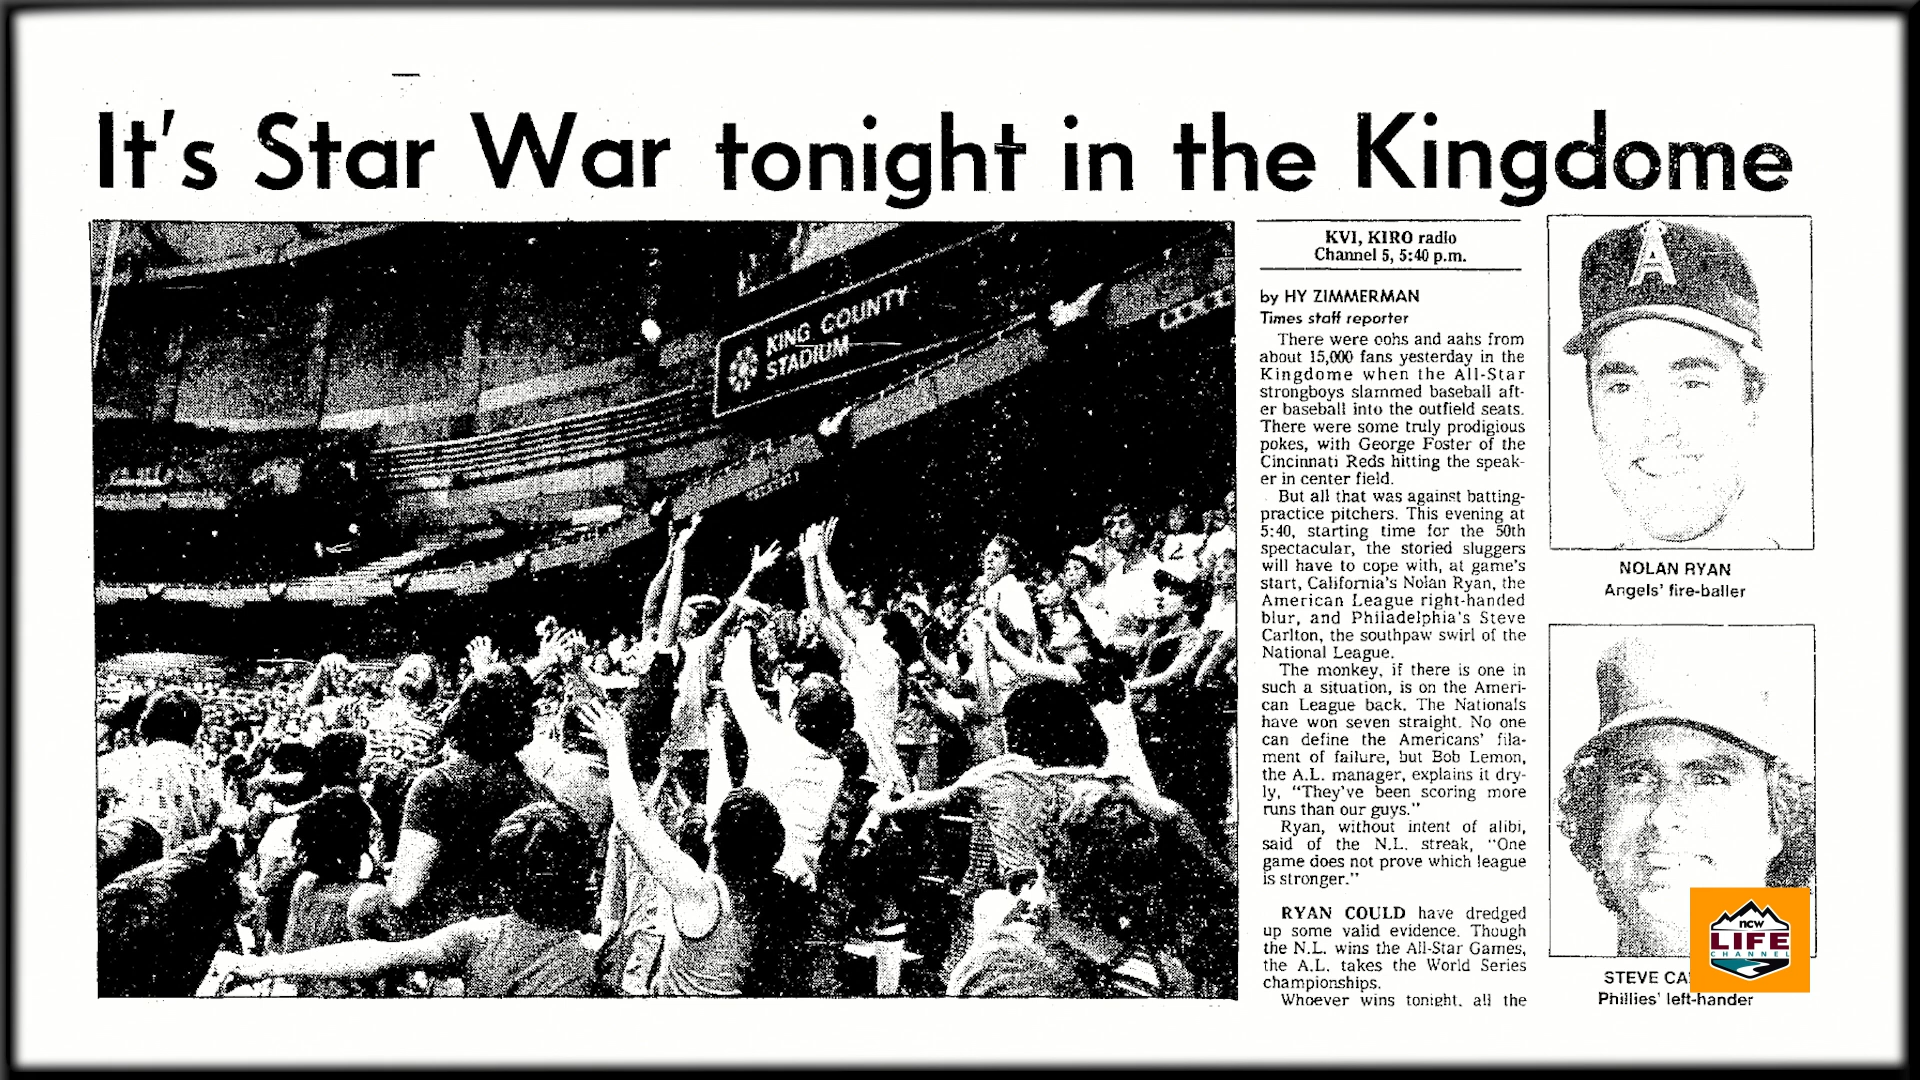 It's Star War tonight in the Kingdome
KING COUNTY
STADIUM
KVI, KIRO radio
Channel 5, 5:40 p.m.
by HY ZIMMERMAN
Times staff reporter
There were oohs and aahs from
about 15,000 fans yesterday in the
Kingdome when the All-Star
strongboys slammed baseball aft-
er baseball into the outfield seats.
There were some truly prodigious
pokes, with George Foster of the
Cincinnati Reds hitting the speak-
er in center field.
But all that was against batting-
practice pitchers. This evening at
5:40, starting time for the 50th
spectacular, the storied sluggers
will have to cope with, at game's
start, California's Nolan Ryan, the
American League right-handed
blur, and Philadelphia's Steve
Carlton, the southpaw swirl of the
National League.
The monkey, if there is one in
such a situation, is on the Ameri-
can League back. The Nationals
have won seven straight. No one
can define the Americans' fila-
ment of failure, but Bob Lemon,
the A.L. manager, explains it dry-
ly, "They've been scoring more
runs than our guys."
Ryan, without intent of alibi,
said of the N.L. streak, "One
game does not prove which league
is stronger."
RYAN COULD have dredged
up some valid evidence. Though
the N.L. wins the All-Star Games,
the A.L. takes the World Series
championships.
Whoever wins tonight, all the
A
NOLAN RYAN
Angels' fire-baller
STEVE CA
Phillies' left-hander
ncw
LIFE
CHANNEL